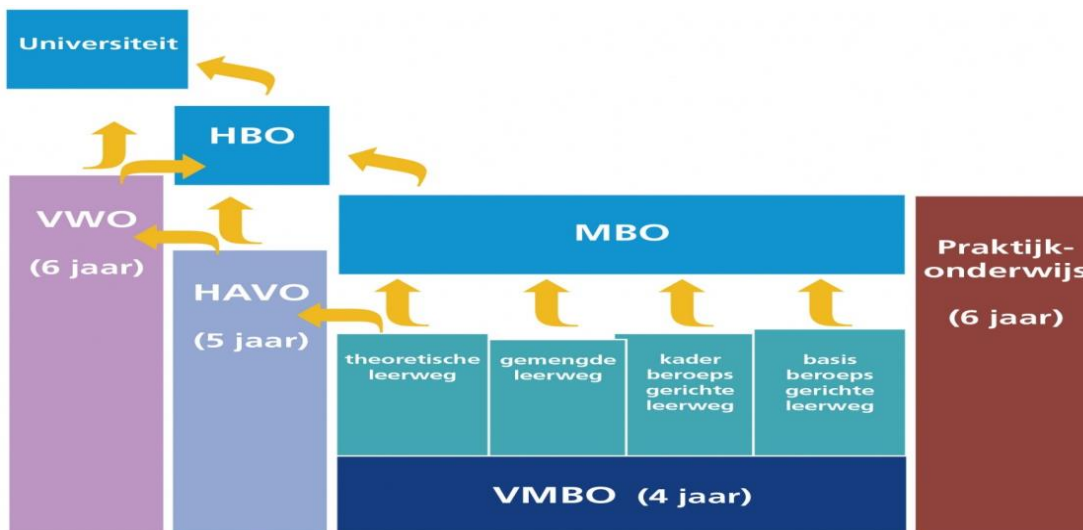 Universiteit
HBO
VWO
(6 jaar)
HAVO
(5 jaar)
MBO
theoretische
leerweg
gemengde
leerweg
kader
beroeps
gerichte
leerweg
basis
beroeps
gerichte
leerweg
VMBO (4 jaar)
Praktijk-
onderwijs
(6 jaar)